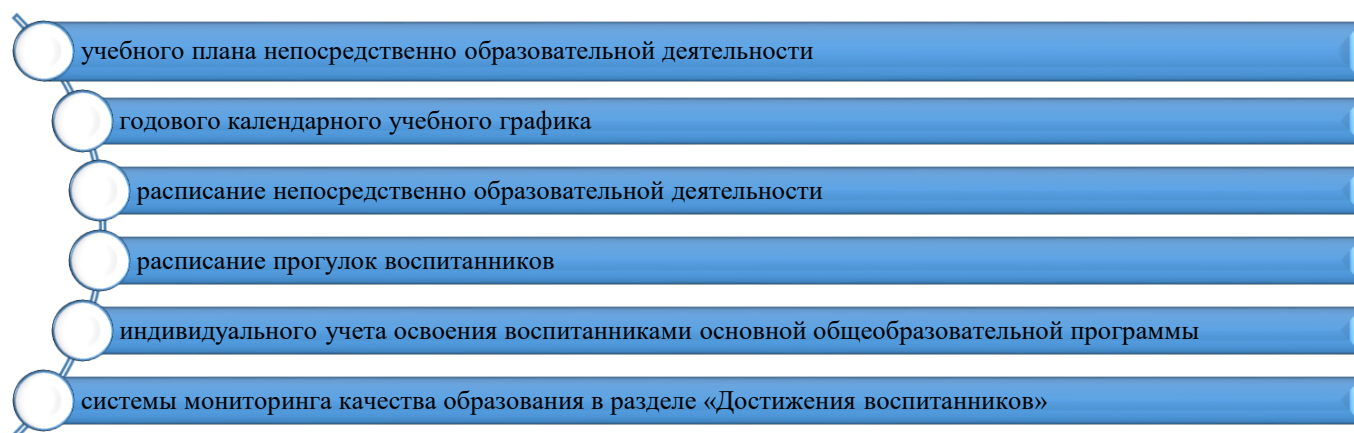 учебного плана непосредственно образовательной деятельности
годового календарного учебного графика
расписание непосредственно образовательной деятельности
расписание прогулок воспитанников
индивидуального учета освоения воспитанниками основной общеобразовательной программы
системы мониторинга качества образования в разделе «Достижения воспитанников»